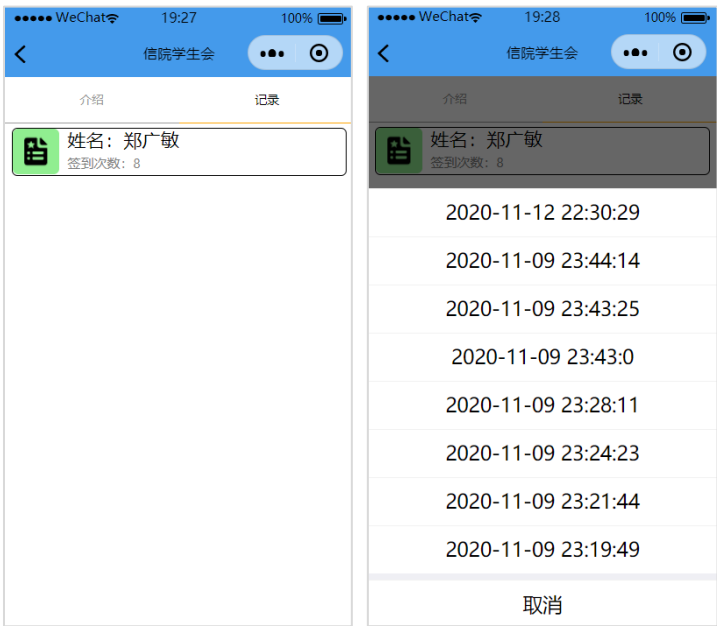 ●●●●● WeChat 19:27 100%
信院学生会
介绍 记录
姓名：郑广敏
签到次数：8
●●●●● WeChat 19:28 100%
信院学生会
介绍 记录
姓名：郑广敏
签到次数：8
2020-11-12 22:30:29
2020-11-09 23:44:14
2020-11-09 23:43:25
2020-11-09 23:43:0
2020-11-09 23:28:11
2020-11-09 23:24:23
2020-11-09 23:21:44
2020-11-09 23:19:49
取消